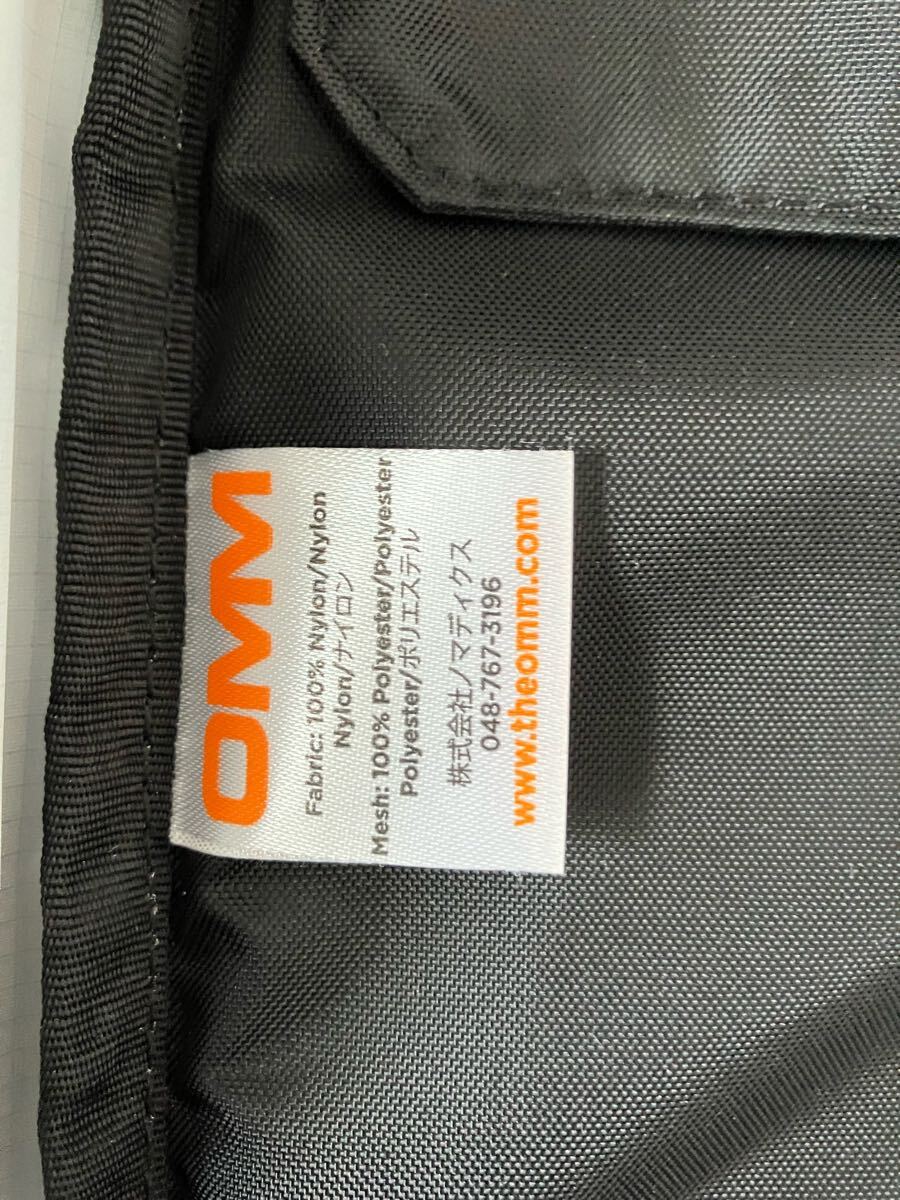 OMM
Fabric: 100% Nylon/Nylon
Nylon/ナイロン
Mesh: 100% Polyester/Polyester
Polyester/ポリエステル
株式会社ノマディクス
048-767-3196
www.theomm.com